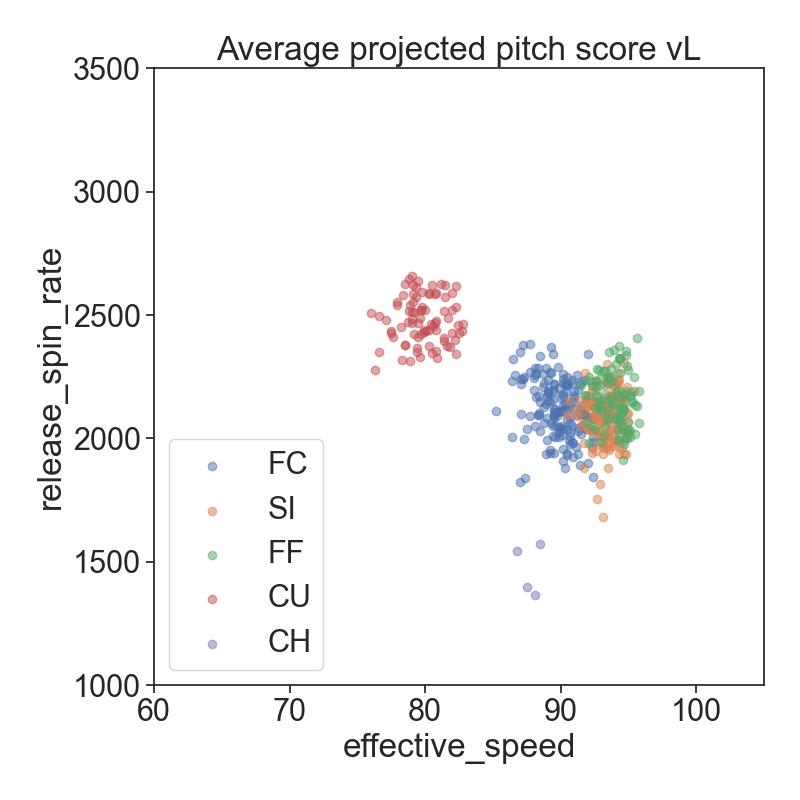 Average projected pitch score vL
3500
3000
2500
2000
1500
1000
release_spin_rate
FC
SI
FF
CU
CH
60 70 80 90 100
effective_speed